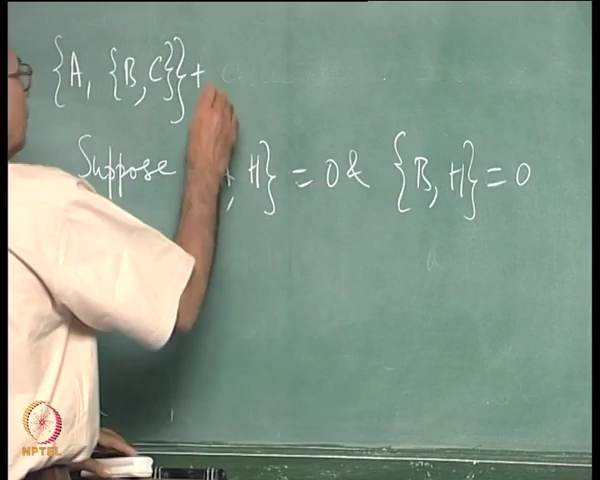 {A, {B,C}}+
Suppose , H} = 0 & {B, H} = 0
NPTEL